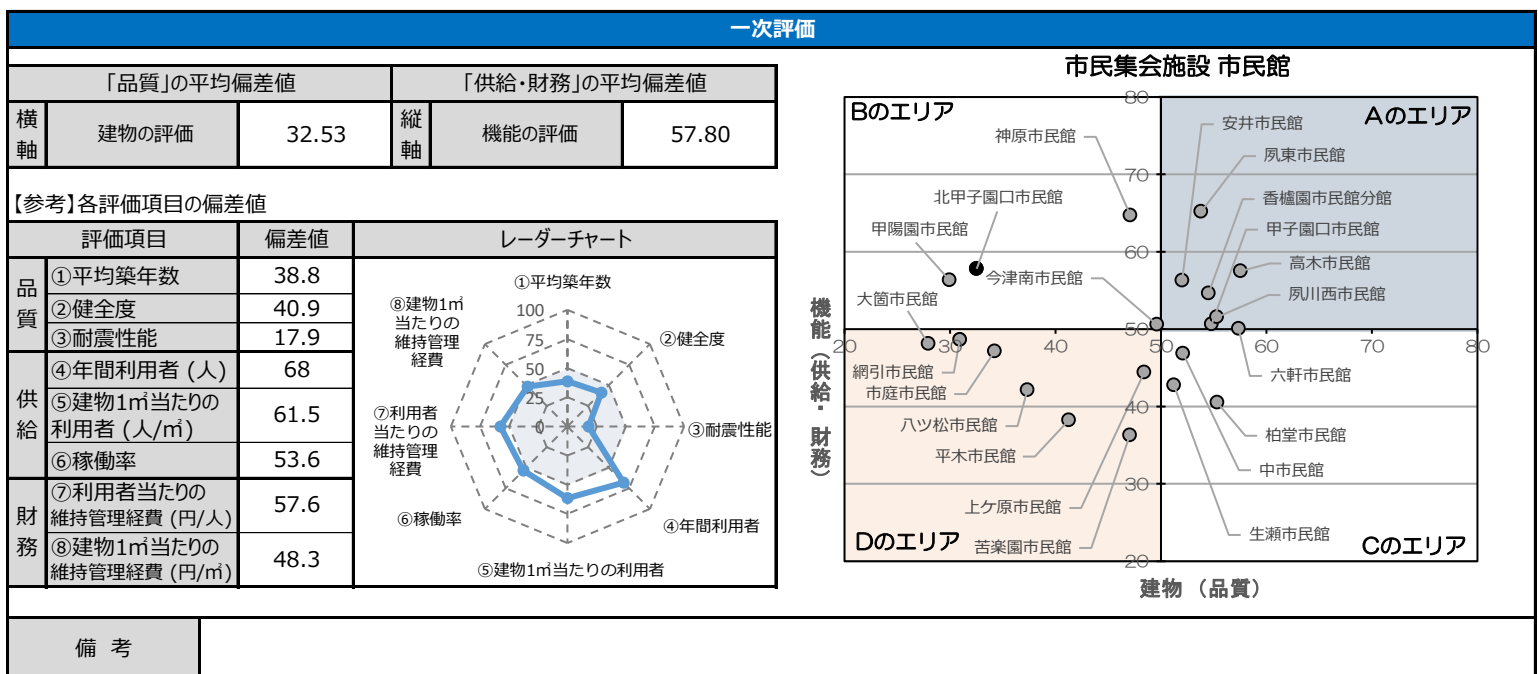 一次評価
「品質」の平均偏差値
「供給・財務」の平均偏差値
横軸
建物の評価
32.53
縦軸
機能の評価
57.80
【参考】各評価項目の偏差値
評価項目
偏差値
レーダーチャート
品質
①平均築年数
38.8
②健全度
40.9
③耐震性能
17.9
供給
④年間利用者 (人)
68
⑤建物1㎡当たりの
利用者 (人/㎡)
61.5
⑥稼働率
53.6
財務
⑦利用者当たりの
維持管理経費 (円/人)
57.6
⑧建物1㎡当たりの
維持管理経費 (円/㎡)
48.3
①平均築年数
②健全度
③耐震性能
④年間利用者
⑤建物1㎡当たりの利用者
⑥稼働率
⑦利用者
当たりの
維持管理
経費
⑧建物1㎡
当たりの
維持管理
経費
100
75
50
25
0
市民集会施設 市民館
Bのエリア
Aのエリア
Dのエリア
Cのエリア
神原市民館
北甲子園口市民館
甲陽園市民館
今津南市民館
大箇市民館
安井市民館
夙東市民館
香櫨園市民館分館
甲子園口市民館
高木市民館
夙川西市民館
網引市民館
市庭市民館
八ツ松市民館
平木市民館
上ケ原市民館
苦楽園市民館
六軒市民館
柏堂市民館
中市民館
生瀬市民館
80
70
60
50
40
30
20
20
30
40
50
60
70
80
機能(供給・財務)
建物 (品質)
備 考